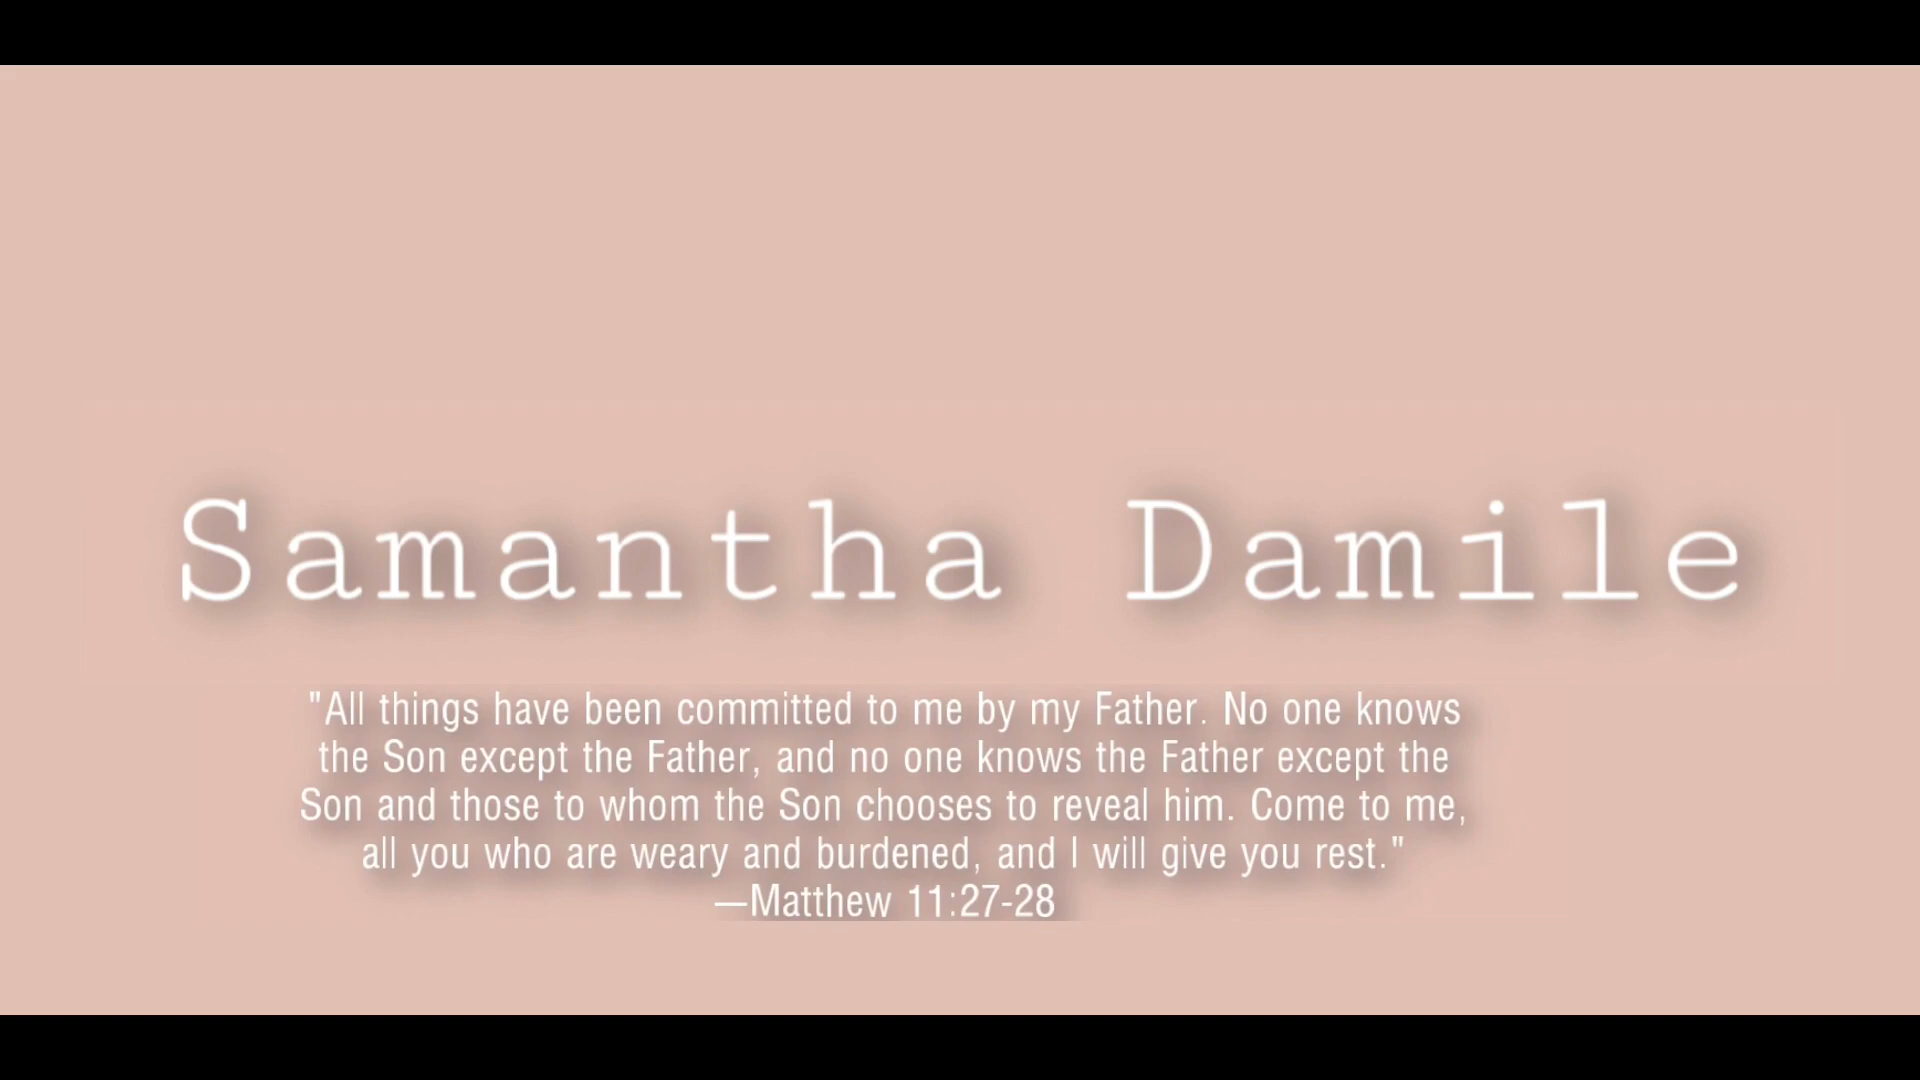 Samantha Damile
"All things have been committed to me by my Father. No one knows
the Son except the Father, and no one knows the Father except the
Son and those to whom the Son chooses to reveal him. Come to me,
all you who are weary and burdened, and I will give you rest."
—Matthew 11:27-28